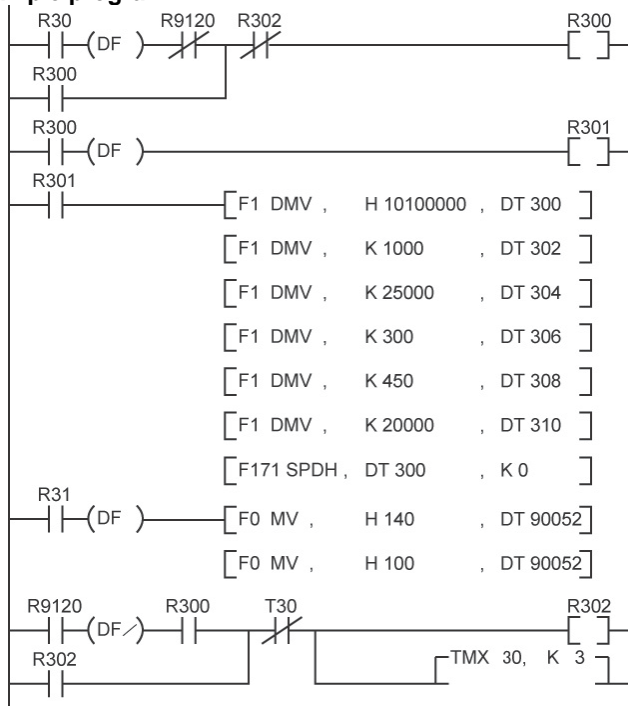 R30 R9120 R302 R300
(DF )
R300
R300 R301
(DF )
R301
F1 DMV , H 10100000 , DT 300
F1 DMV , K 1000 , DT 302
F1 DMV , K 25000 , DT 304
F1 DMV , K 300 , DT 306
F1 DMV , K 450 , DT 308
F1 DMV , K 20000 , DT 310
F171 SPDH , DT 300 , K 0
R31
(DF ) F0 MV , H 140 , DT 90052
F0 MV , H 100 , DT 90052
R9120 R300 T30 R302
(DF/)
R302
TMX 30, K 3